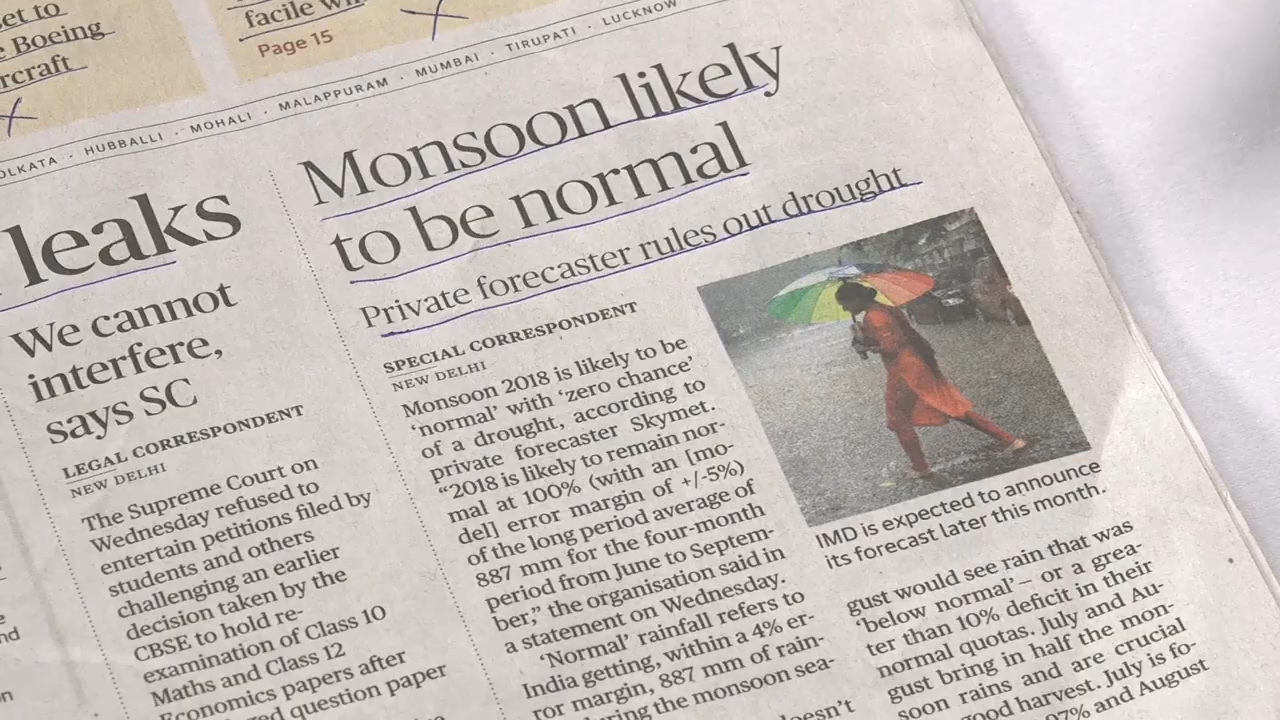 et to
Boeing
rcraft
facile
Page 15
KOLKATA · HUBBALLI · MOHALI · MALAPPURAM · MUMBAI · TIRUPATI · LUCKNOW
leaks
We cannot
interfere,
says SC
LEGAL CORRESPONDENT
NEW DELHI
The Supreme Court on
Wednesday refused to
entertain petitions filed by
students and others
challenging an earlier
decision taken by the
CBSE to hold re-
examination of Class 10
Maths and Class 12
Economics papers after
question paper
Monsoon likely
to be normal
Private forecaster rules out drought
SPECIAL CORRESPONDENT
NEW DELHI
Monsoon 2018 is likely to be
‘normal’ with ‘zero chance’
of a drought, according to
private forecaster Skymet.
“2018 is likely to remain nor-
mal at 100% (with an [mo-
del] error margin of +/-5%)
of the long period average of
887 mm for the four-month
period from June to Septem-
ber,” the organisation said in
a statement on Wednesday.
‘Normal’ rainfall refers to
India getting, within a 4% er-
ror margin, 887 mm of rain-
during the monsoon sea-
doesn’t
IMD is expected to announce
its forecast later this month.
gust would see rain that was
‘below normal’ – or a grea-
ter than 10% deficit in their
normal quotas. July and Au-
gust bring in half the mon-
soon rains and are crucial
good harvest. July is fo-
97% and August